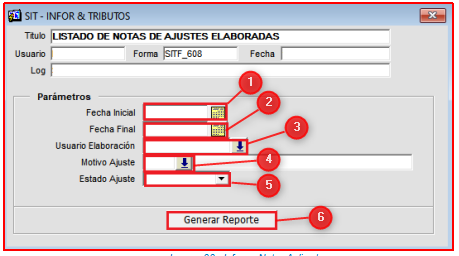 SIT - INFOR & TRIBUTOS
Titulo LISTADO DE NOTAS DE AJUSTES ELABORADAS
Usuario Forma SITF_608 Fecha
Log
Parámetros
Fecha Inicial 1
Fecha Final 2
Usuario Elaboración 3
Motivo Ajuste 4
Estado Ajuste 5
Generar Reporte 6